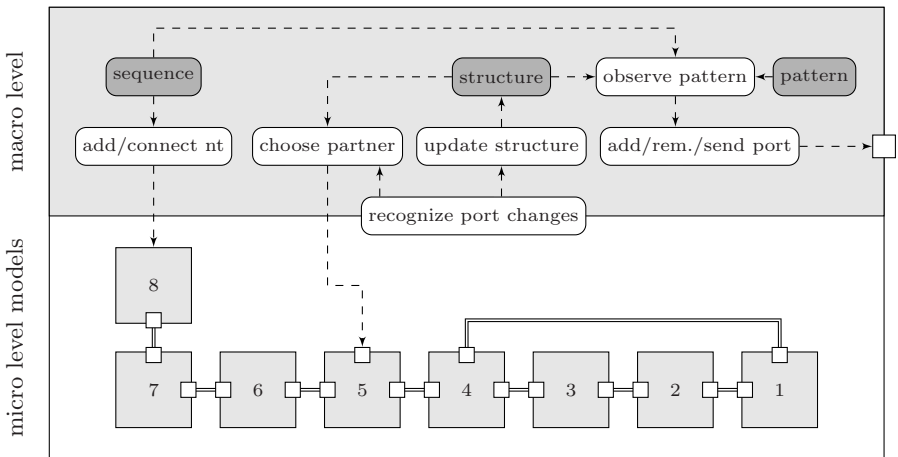 macro level
sequence
structure
observe pattern
pattern
add/connect nt
choose partner
update structure
add/rem./send port
recognize port changes
micro level models
8
7
6
5
4
3
2
1